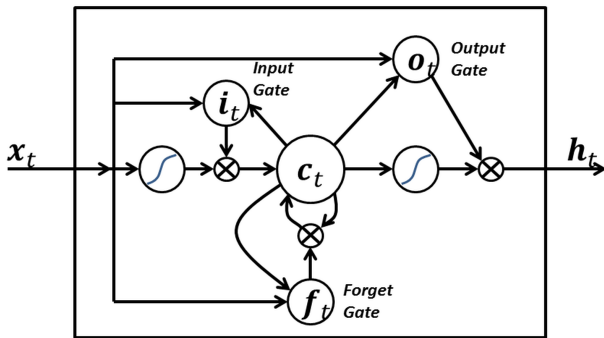 Input
Gate
Output
Gate
o_t
i_t
x_t
c_t
h_t
f_t
Forget
Gate